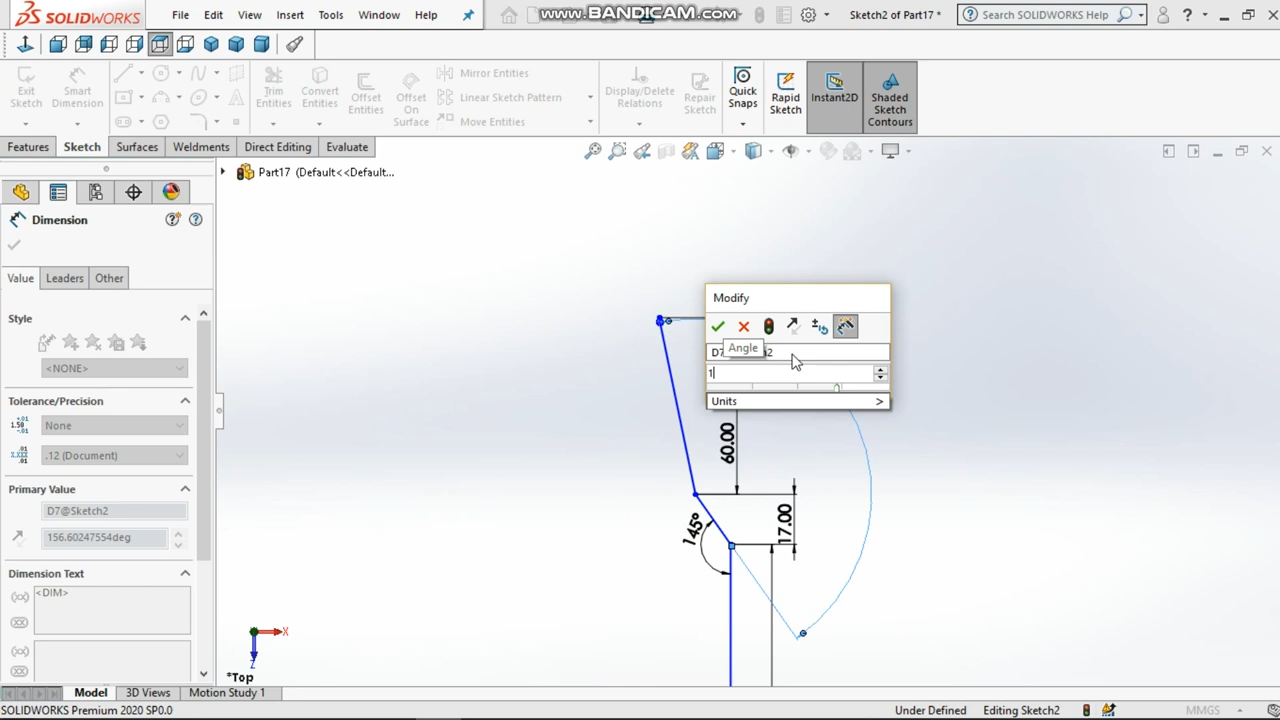 SOLIDWORKS File Edit View Insert Tools Window Help
www.BANDICAM.com
Sketch2 of Part17 *
Search SOLIDWORKS Help
?
Exit Sketch
Smart Dimension
Trim Entities
Convert Entities
Offset Entities
Offset On Surface
Mirror Entities
Linear Sketch Pattern
Move Entities
Display/Delete Relations
Repair Sketch
Quick Snaps
Rapid Sketch
Instant2D
Shaded Sketch Contours
Features Sketch Surfaces Weldments Direct Editing Evaluate
Part17 (Default<<Default...
Dimension
Value Leaders Other
Style
<NONE>
Tolerance/Precision
None
.12 (Document)
Primary Value
D7@Sketch2
156.60247554deg
Dimension Text
<DIM>
Modify
Angle
1
Units >
60.00
17.00
145°
X
Z
*Top
Model 3D Views Motion Study 1
SOLIDWORKS Premium 2020 SP0.0
Under Defined Editing Sketch2 MMGS